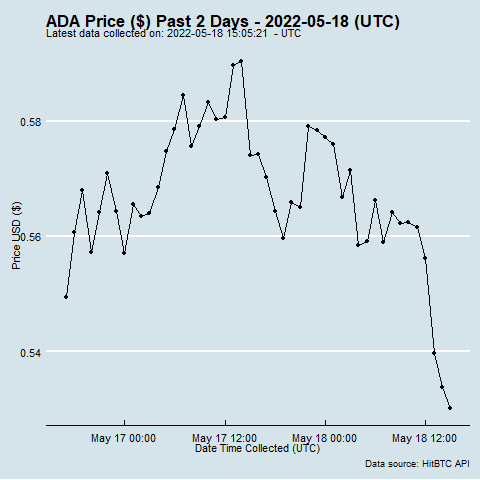 ADA Price ($) Past 2 Days - 2022-05-18 (UTC)
Latest data collected on: 2022-05-18 15:05:21  - UTC
Price USD ($)
0.58
0.56
0.54
May 17 00:00
May 17 12:00
May 18 00:00
May 18 12:00
Date Time Collected (UTC)
Data source: HitBTC API